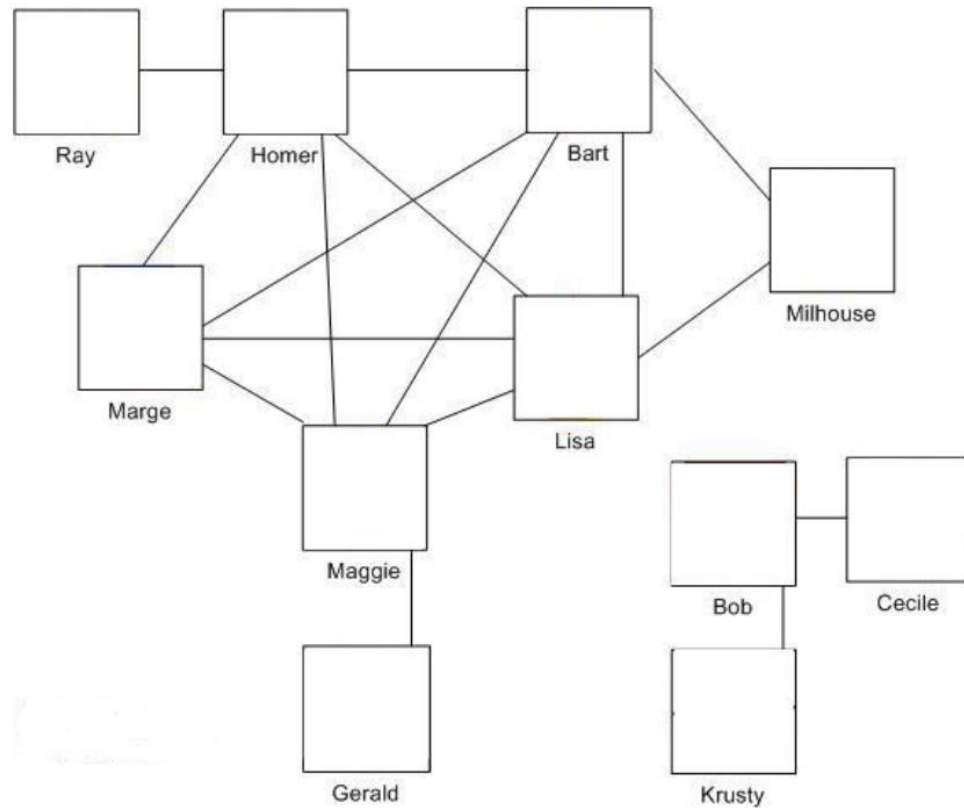 Ray
Homer
Bart
Milhouse
Marge
Lisa
Maggie
Bob
Cecile
Gerald
Krusty